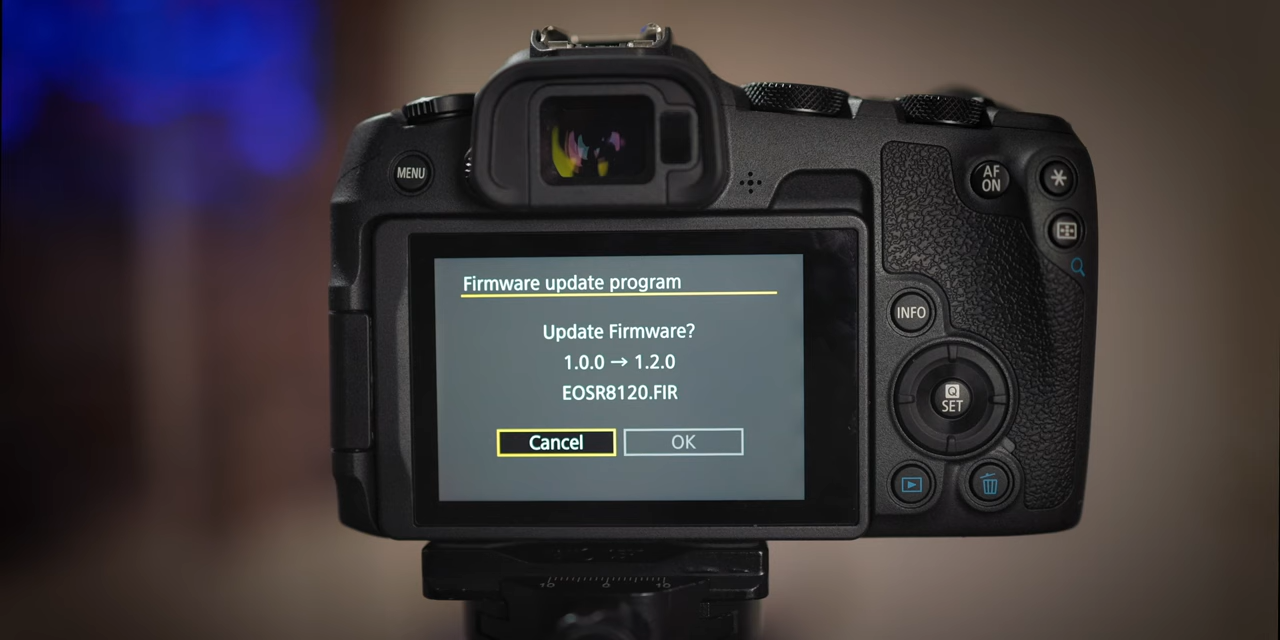 MENU
AF
ON
Firmware update program
Update Firmware?
1.0.0 → 1.2.0
EOSR8120.FIR
Cancel
OK
INFO
Q
SET